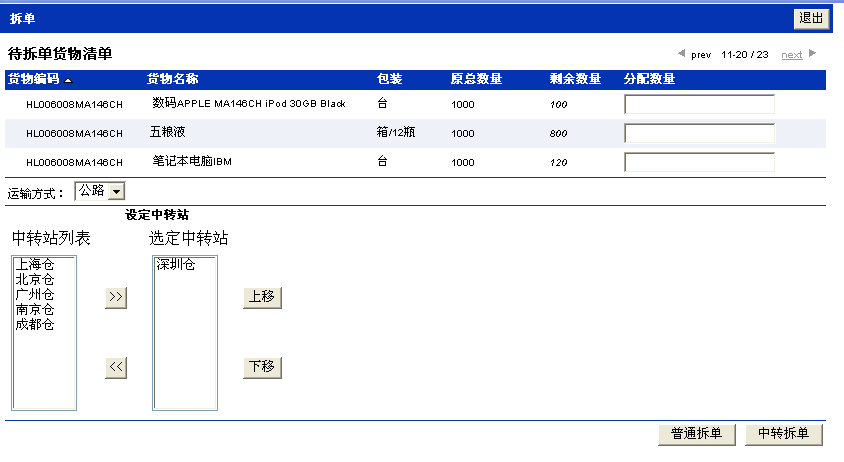 拆单 退出
待拆单货物清单 prev 11-20 / 23 next
货物编码 货物名称 包装 原总数量 剩余数量 分配数量
HL006008MA146CH 数码APPLE MA146CH iPod 30GB Black 台 1000 100
HL006008MA146CH 五粮液 箱/12瓶 1000 800
HL006008MA146CH 笔记本电脑IBM 台 1000 120
运输方式： 公路
设定中转站
中转站列表 选定中转站
上海仓 深圳仓
北京仓
广州仓 >> 上移
南京仓
成都仓
<< 下移
普通拆单 中转拆单